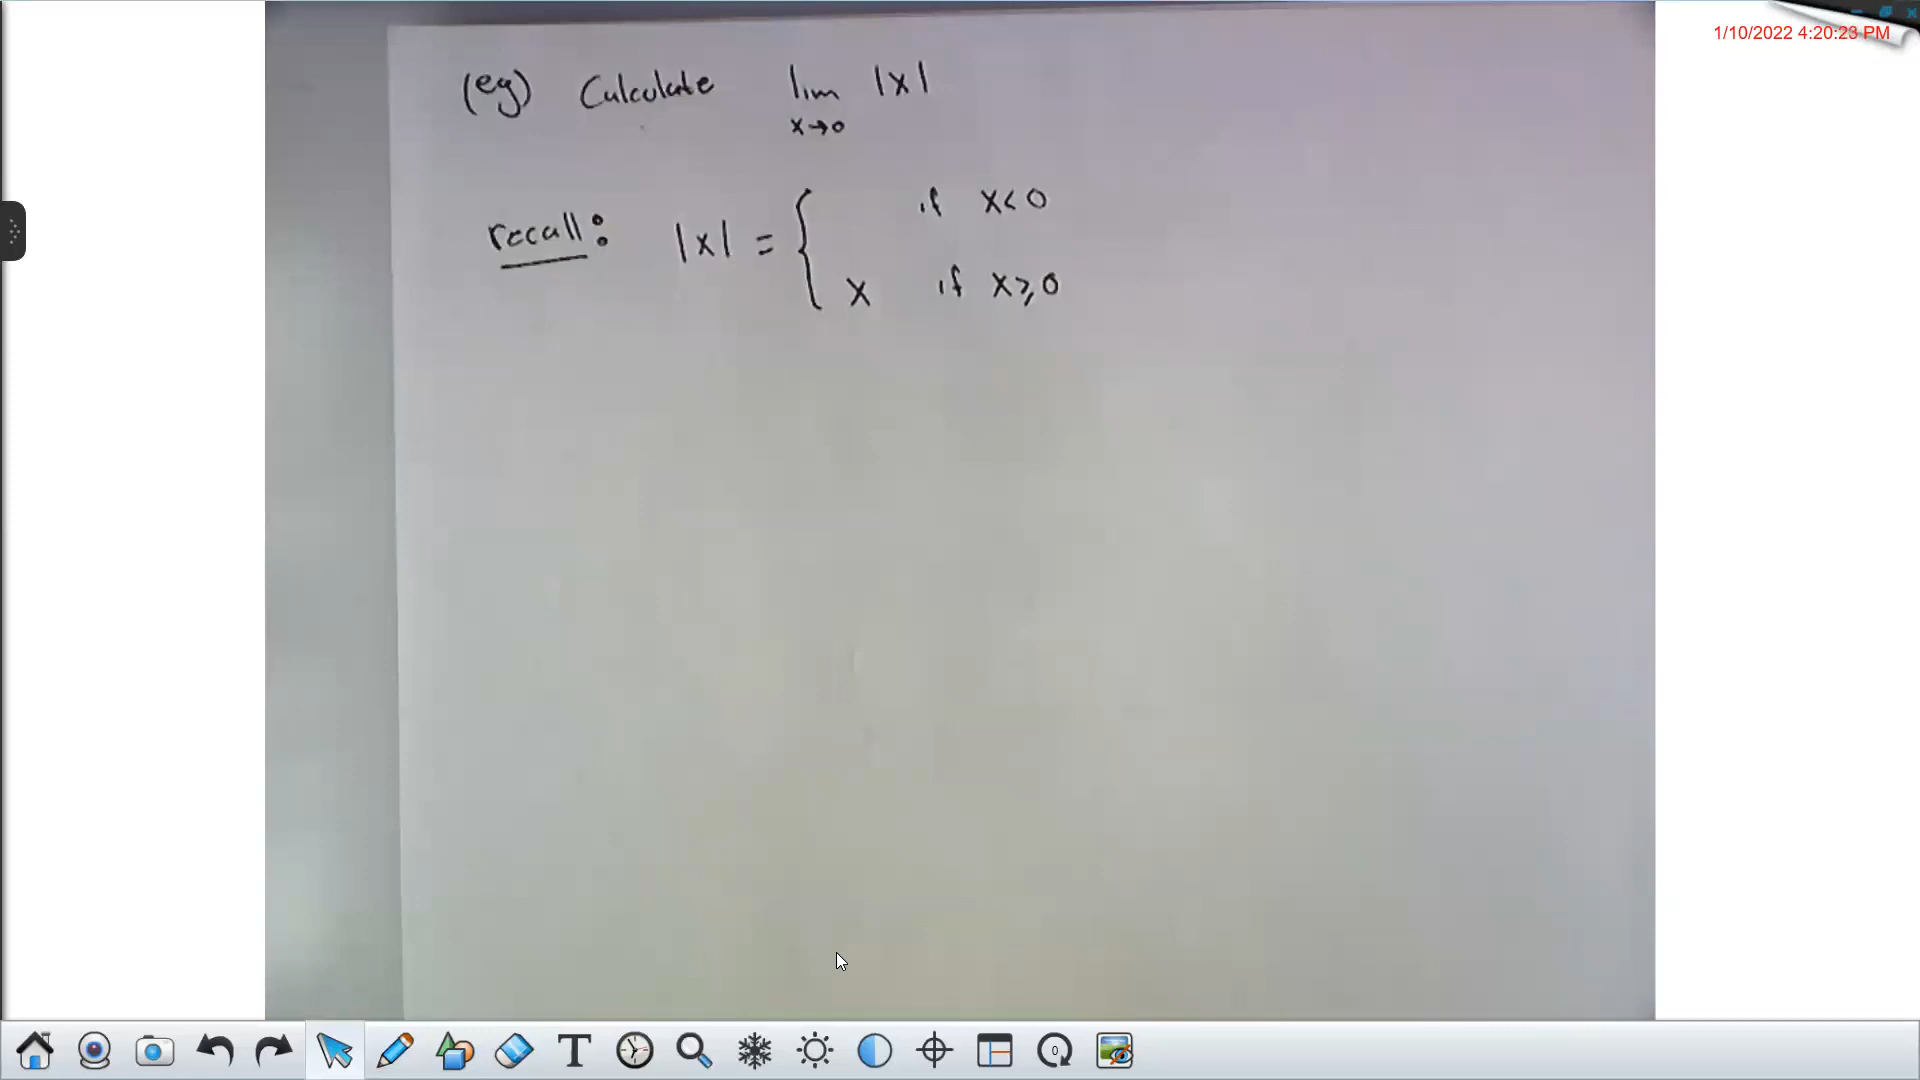 1/10/2022 4:20:23 PM
(eg) Calculate lim |x|
x→0
recall: |x| = { if x<0
x if x≥0